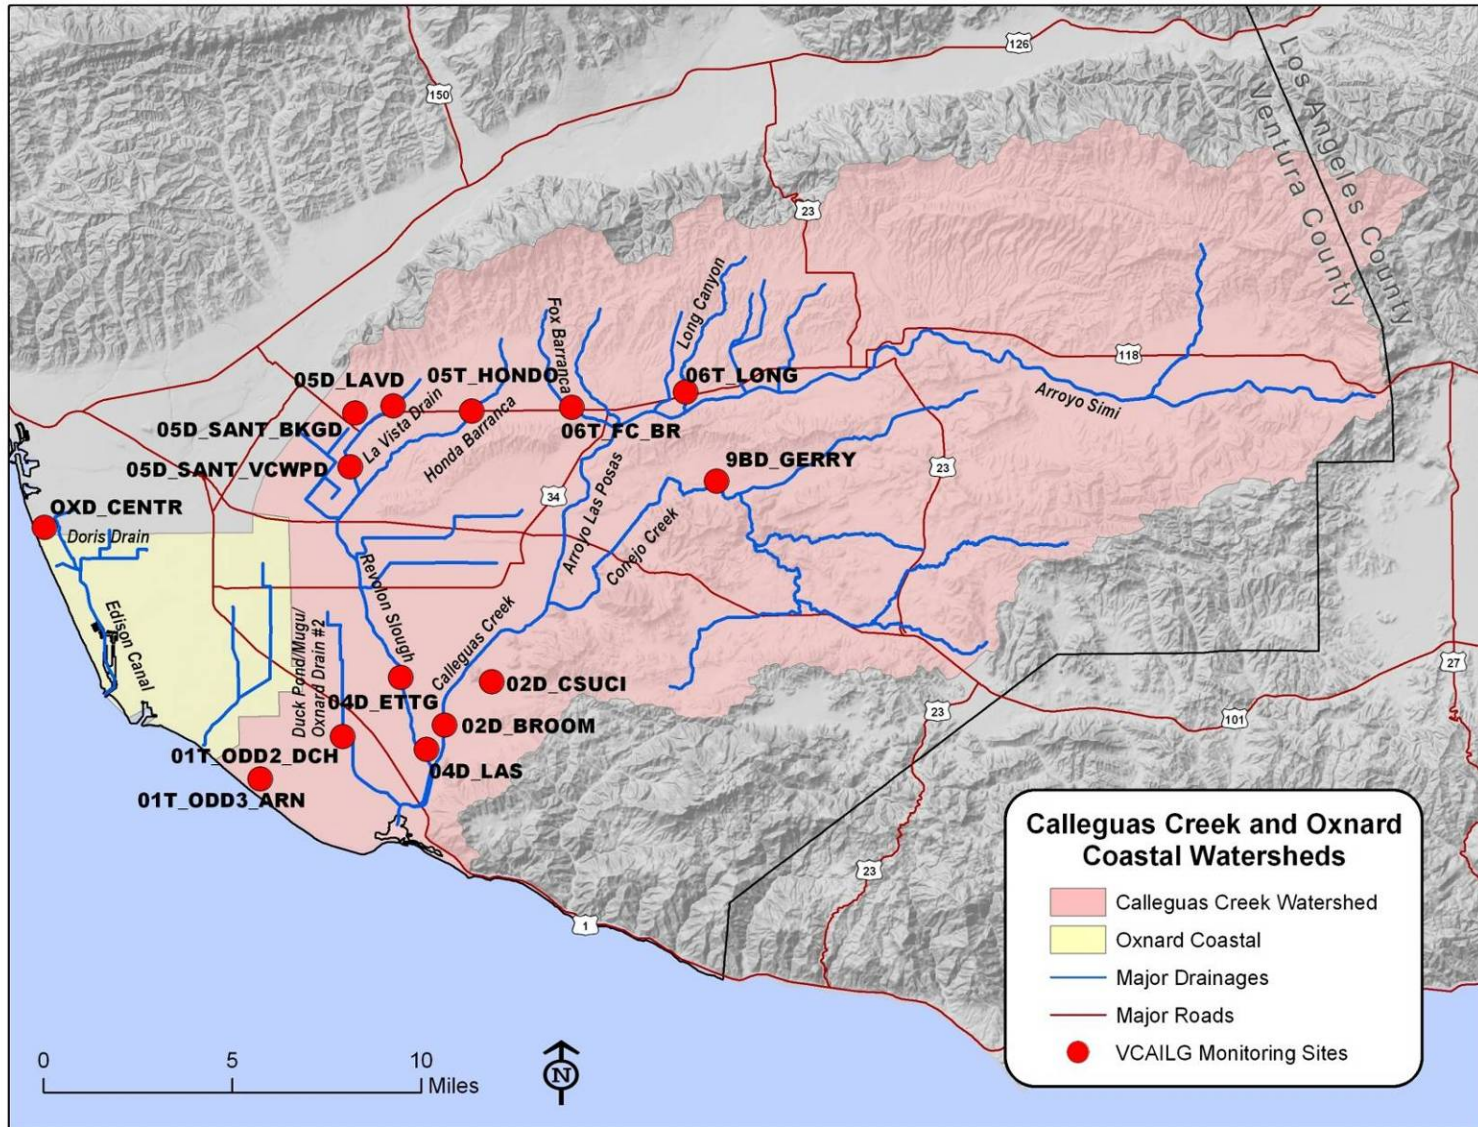 126
150
Los Angeles County
Ventura County
23
Long Canyon
Fox Barranca
118
05D_LAVD
05T_HONDO
06T_LONG
Arroyo Simi
05D_SANT_BKGD
La Vista Drain
Honda Barranca
06T_FC_BR
05D_SANT_VCWPD
9BD_GERRY
23
34
Arroyo Las Posas
OXD_CENTR
Doris Drain
Conejo Creek
Revolon Slough
Edison Canal
Duck Pond/Mugu/
Oxnard Drain #2
Calleguas Creek
04D_ETTG
02D_CSUCI
27
23
101
02D_BROOM
01T_ODD2_DCH
04D_LAS
01T_ODD3_ARN
23
1
Calleguas Creek and Oxnard
Coastal Watersheds
Calleguas Creek Watershed
Oxnard Coastal
Major Drainages
Major Roads
VCAILG Monitoring Sites
0 5 10
Miles
N